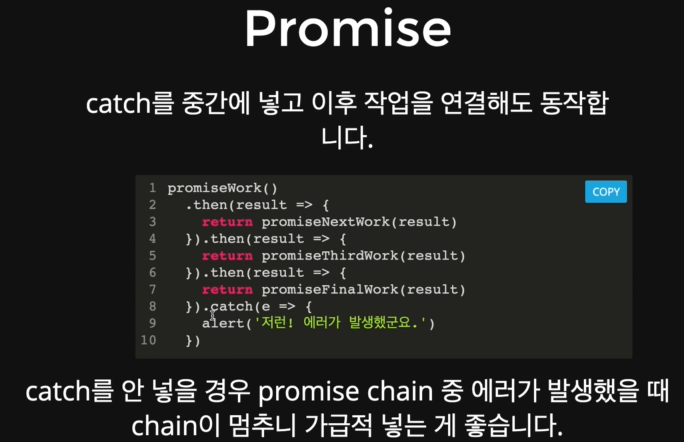 Promise
catch를 중간에 넣고 이후 작업을 연결해도 동작합
니다.
COPY
1 promiseWork()
2 .then(result => {
3 return promiseNextWork(result)
4 }).then(result => {
5 return promiseThirdWork(result)
6 }).then(result => {
7 return promiseFinalWork(result)
8 }).catch(e => {
9 alert('저런! 에러가 발생했군요.')
10 })
catch를 안 넣을 경우 promise chain 중 에러가 발생했을 때
chain이 멈추니 가급적 넣는 게 좋습니다.